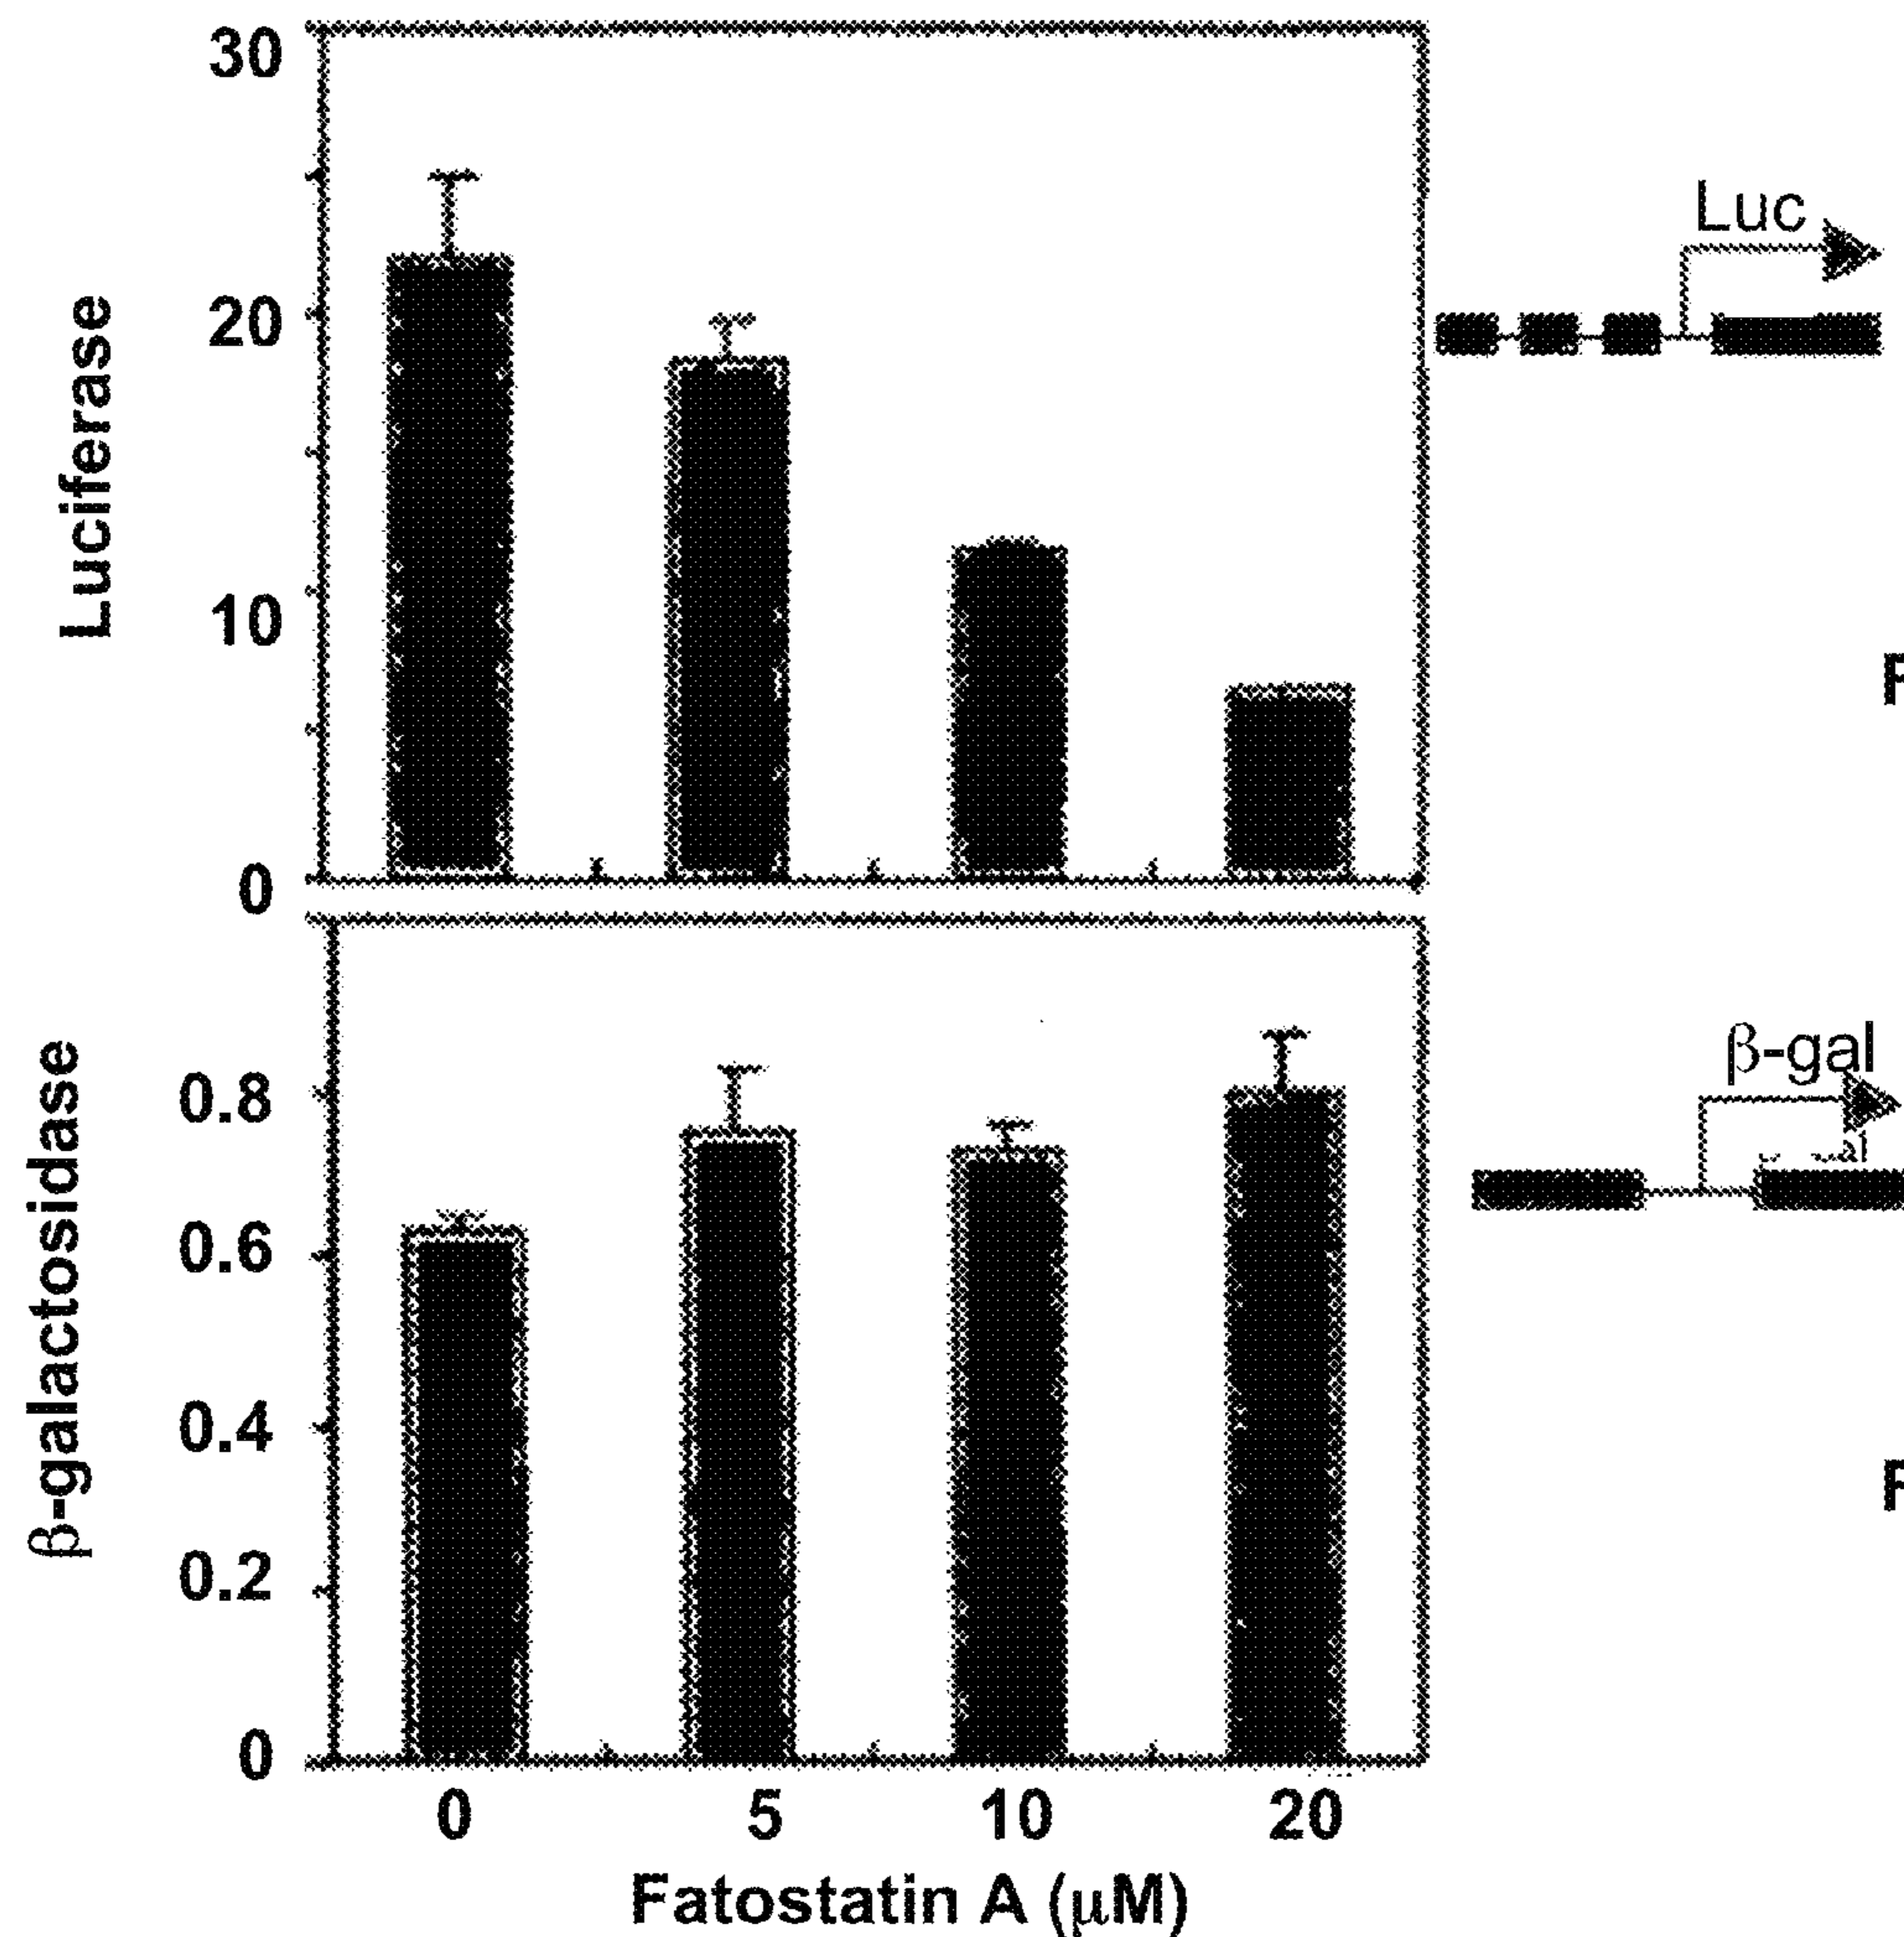 Luciferase
30
20
10
0
Luc
F
β-galactosidase
0.8
0.6
0.4
0.2
0
β-gal
F
0 5 10 20
Fatostatin A (μM)